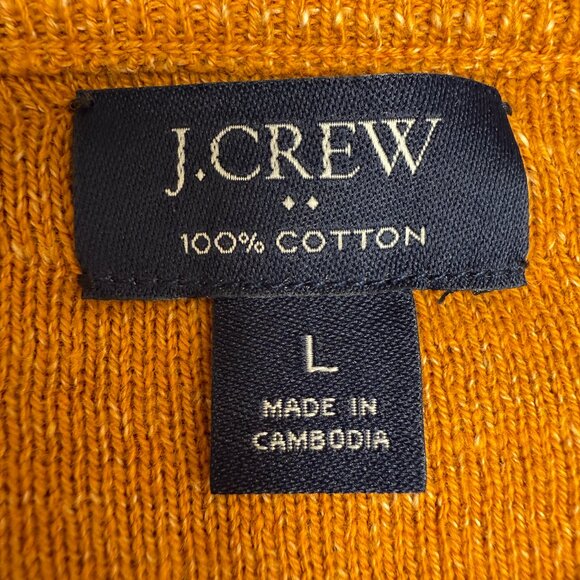 J.CREW
100% COTTON
L
MADE IN
CAMBODIA